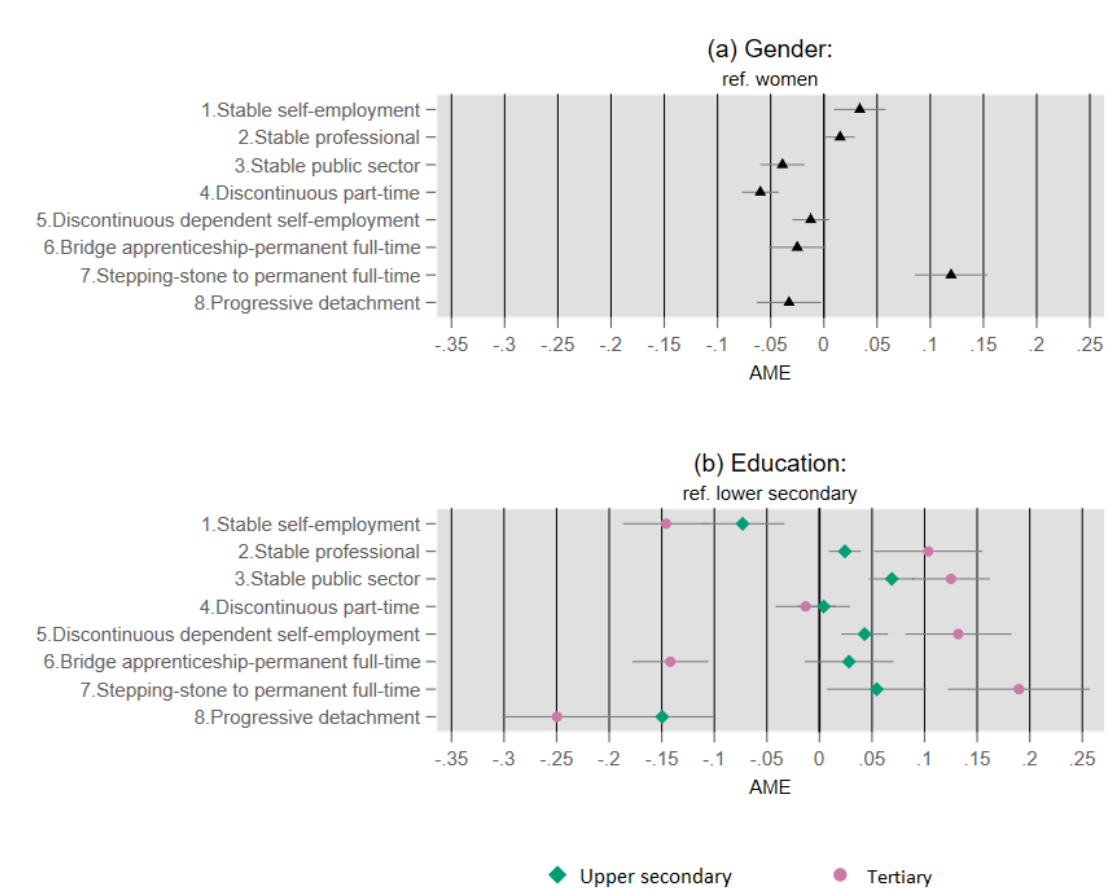 (a) Gender:
ref. women
1.Stable self-employment
2.Stable professional
3.Stable public sector
4.Discontinuous part-time
5.Discontinuous dependent self-employment
6.Bridge apprenticeship-permanent full-time
7.Stepping-stone to permanent full-time
8.Progressive detachment
-.35 -.3 -.25 -.2 -.15 -.1 -.05 0 .05 .1 .15 .2 .25
AME
(b) Education:
ref. lower secondary
1.Stable self-employment
2.Stable professional
3.Stable public sector
4.Discontinuous part-time
5.Discontinuous dependent self-employment
6.Bridge apprenticeship-permanent full-time
7.Stepping-stone to permanent full-time
8.Progressive detachment
-.35 -.3 -.25 -.2 -.15 -.1 -.05 0 .05 .1 .15 .2 .25
AME
Upper secondary Tertiary